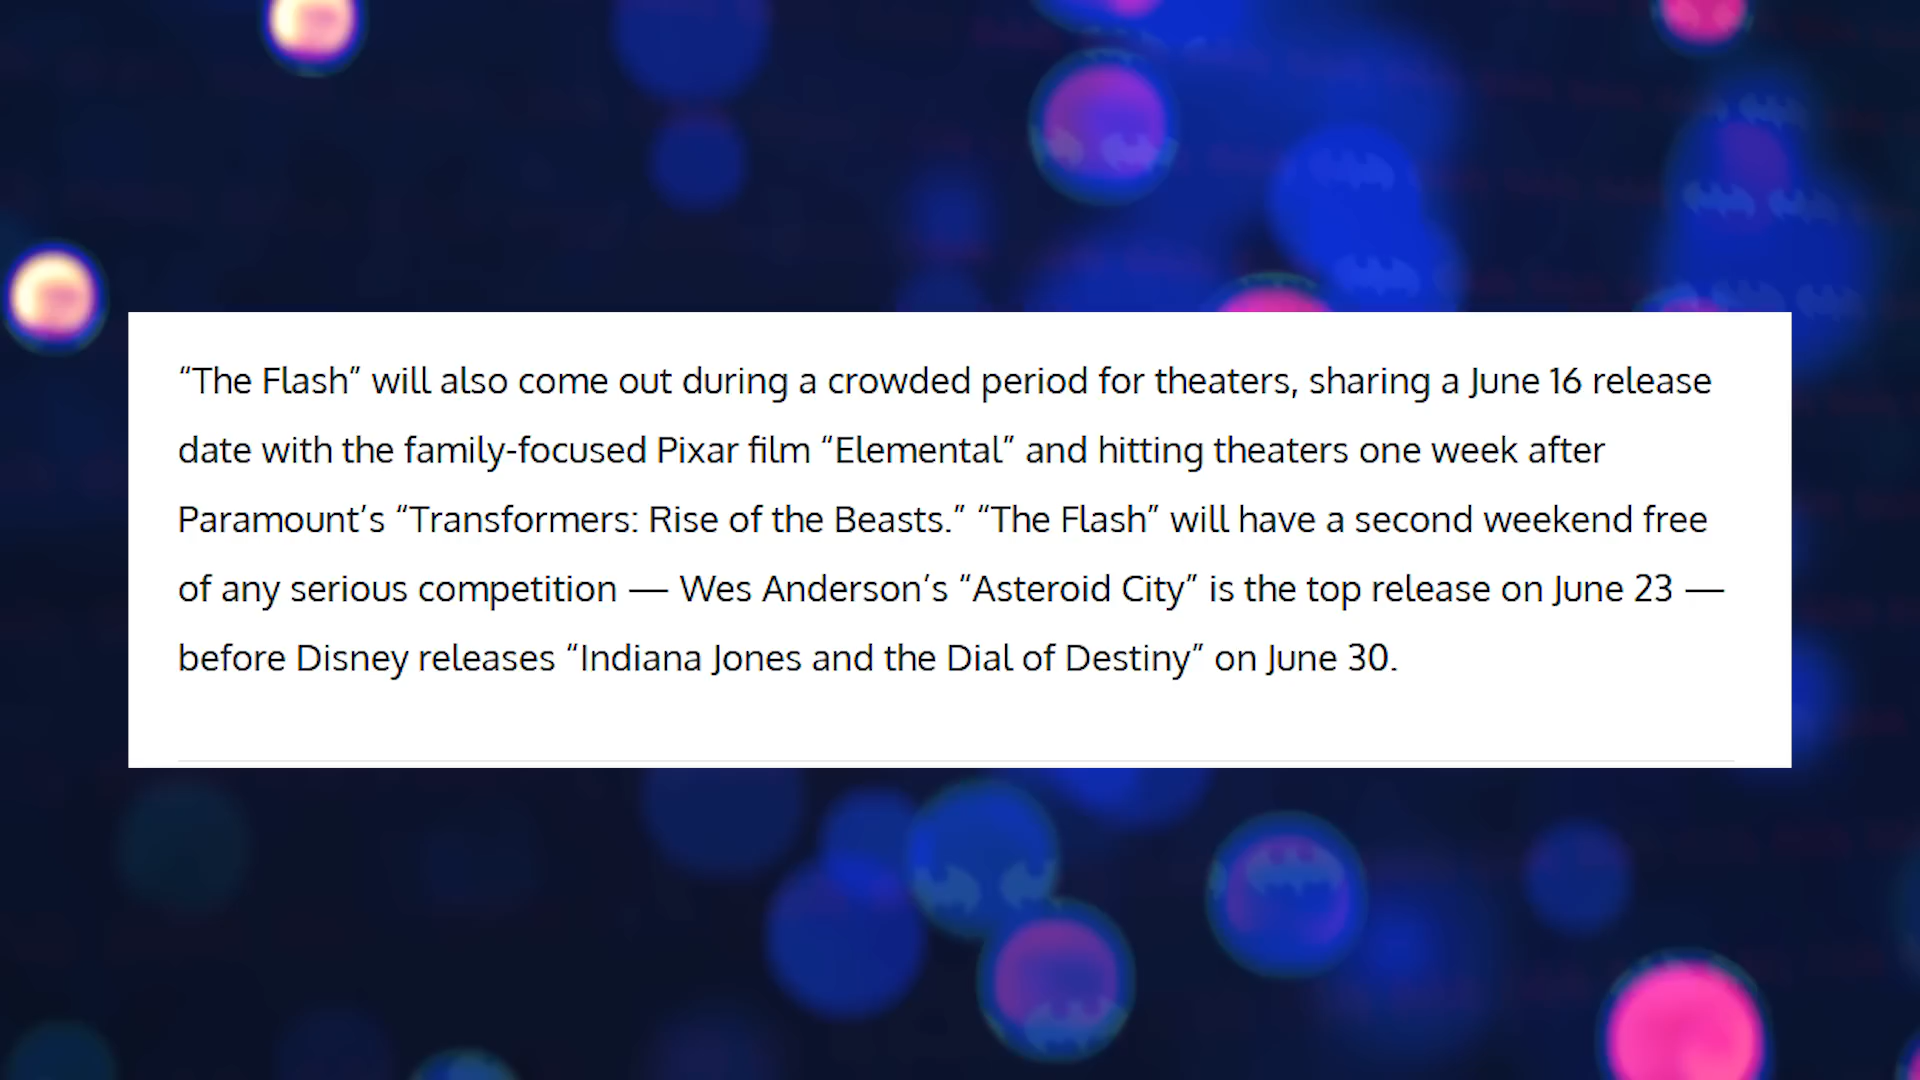 “The Flash” will also come out during a crowded period for theaters, sharing a June 16 release
date with the family-focused Pixar film “Elemental” and hitting theaters one week after
Paramount’s “Transformers: Rise of the Beasts.” “The Flash” will have a second weekend free
of any serious competition — Wes Anderson’s “Asteroid City” is the top release on June 23 —
before Disney releases “Indiana Jones and the Dial of Destiny” on June 30.